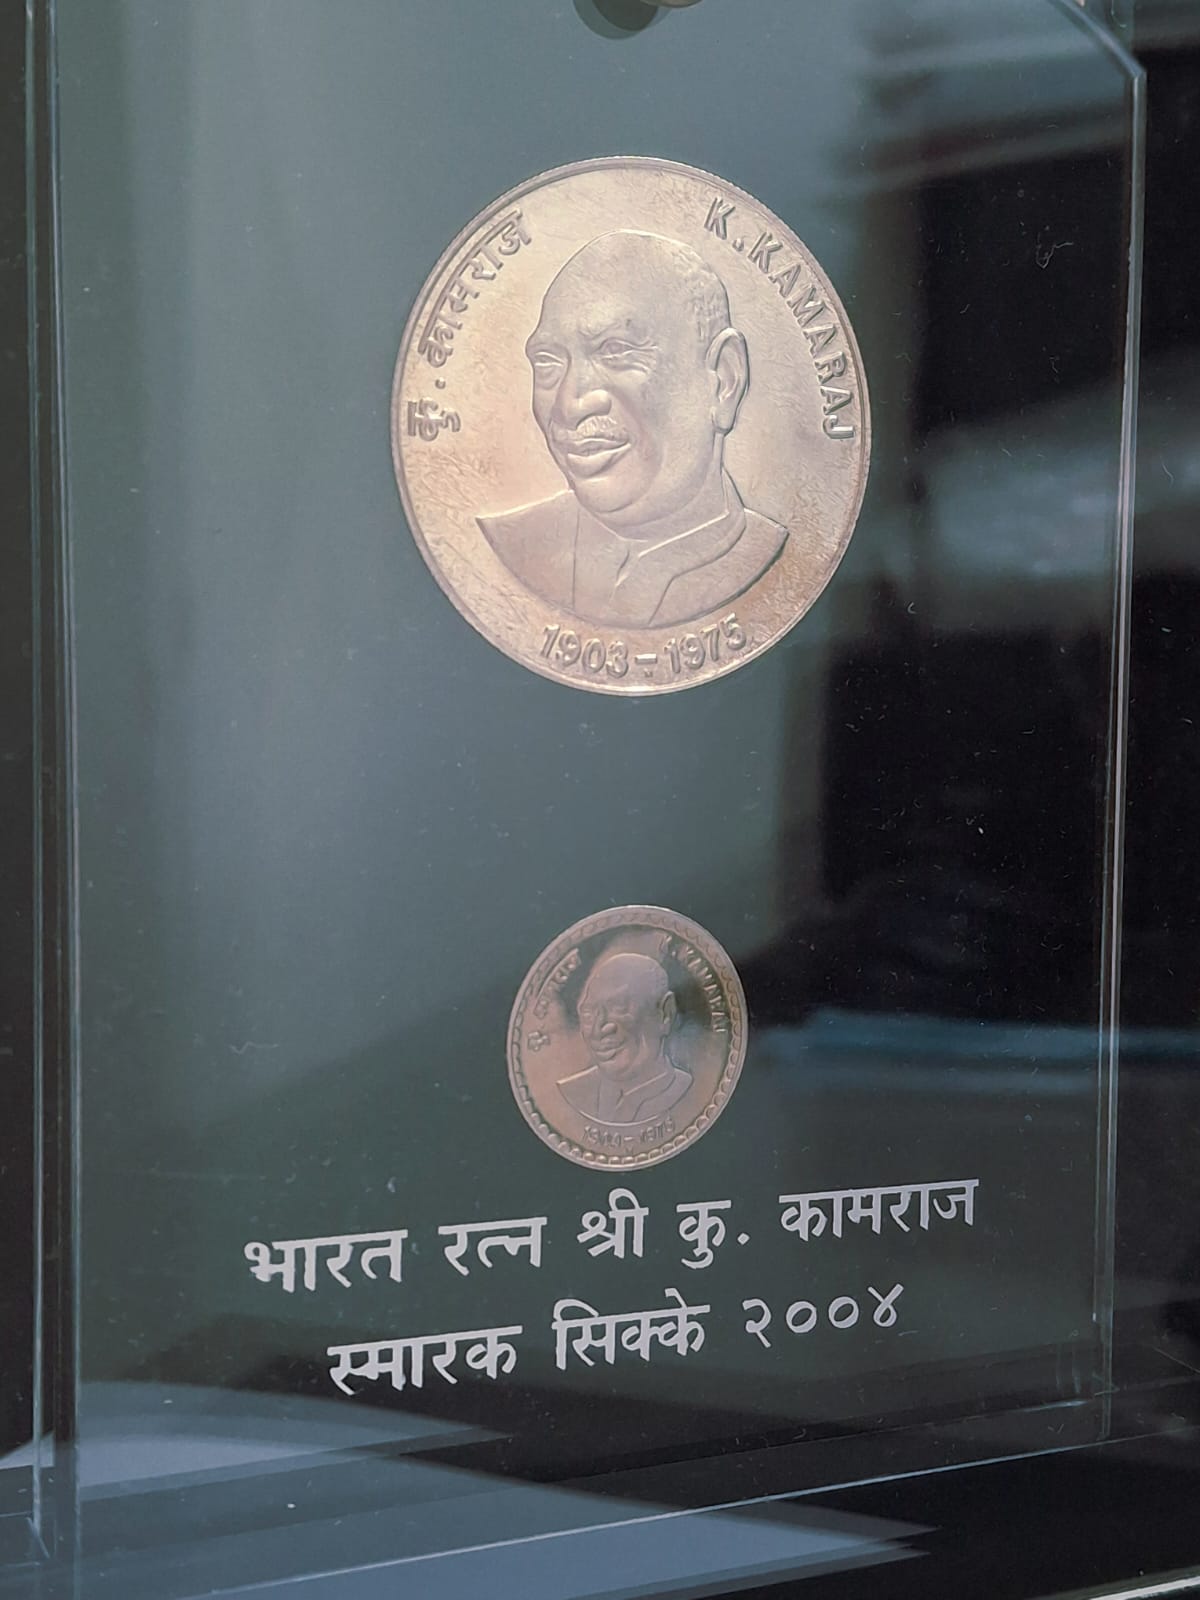 कु. कामराज
K. KAMARAJ
1903-1975
K. KAMARAJ
भारत रत्न श्री कु. कामराज
स्मारक सिक्के २००४